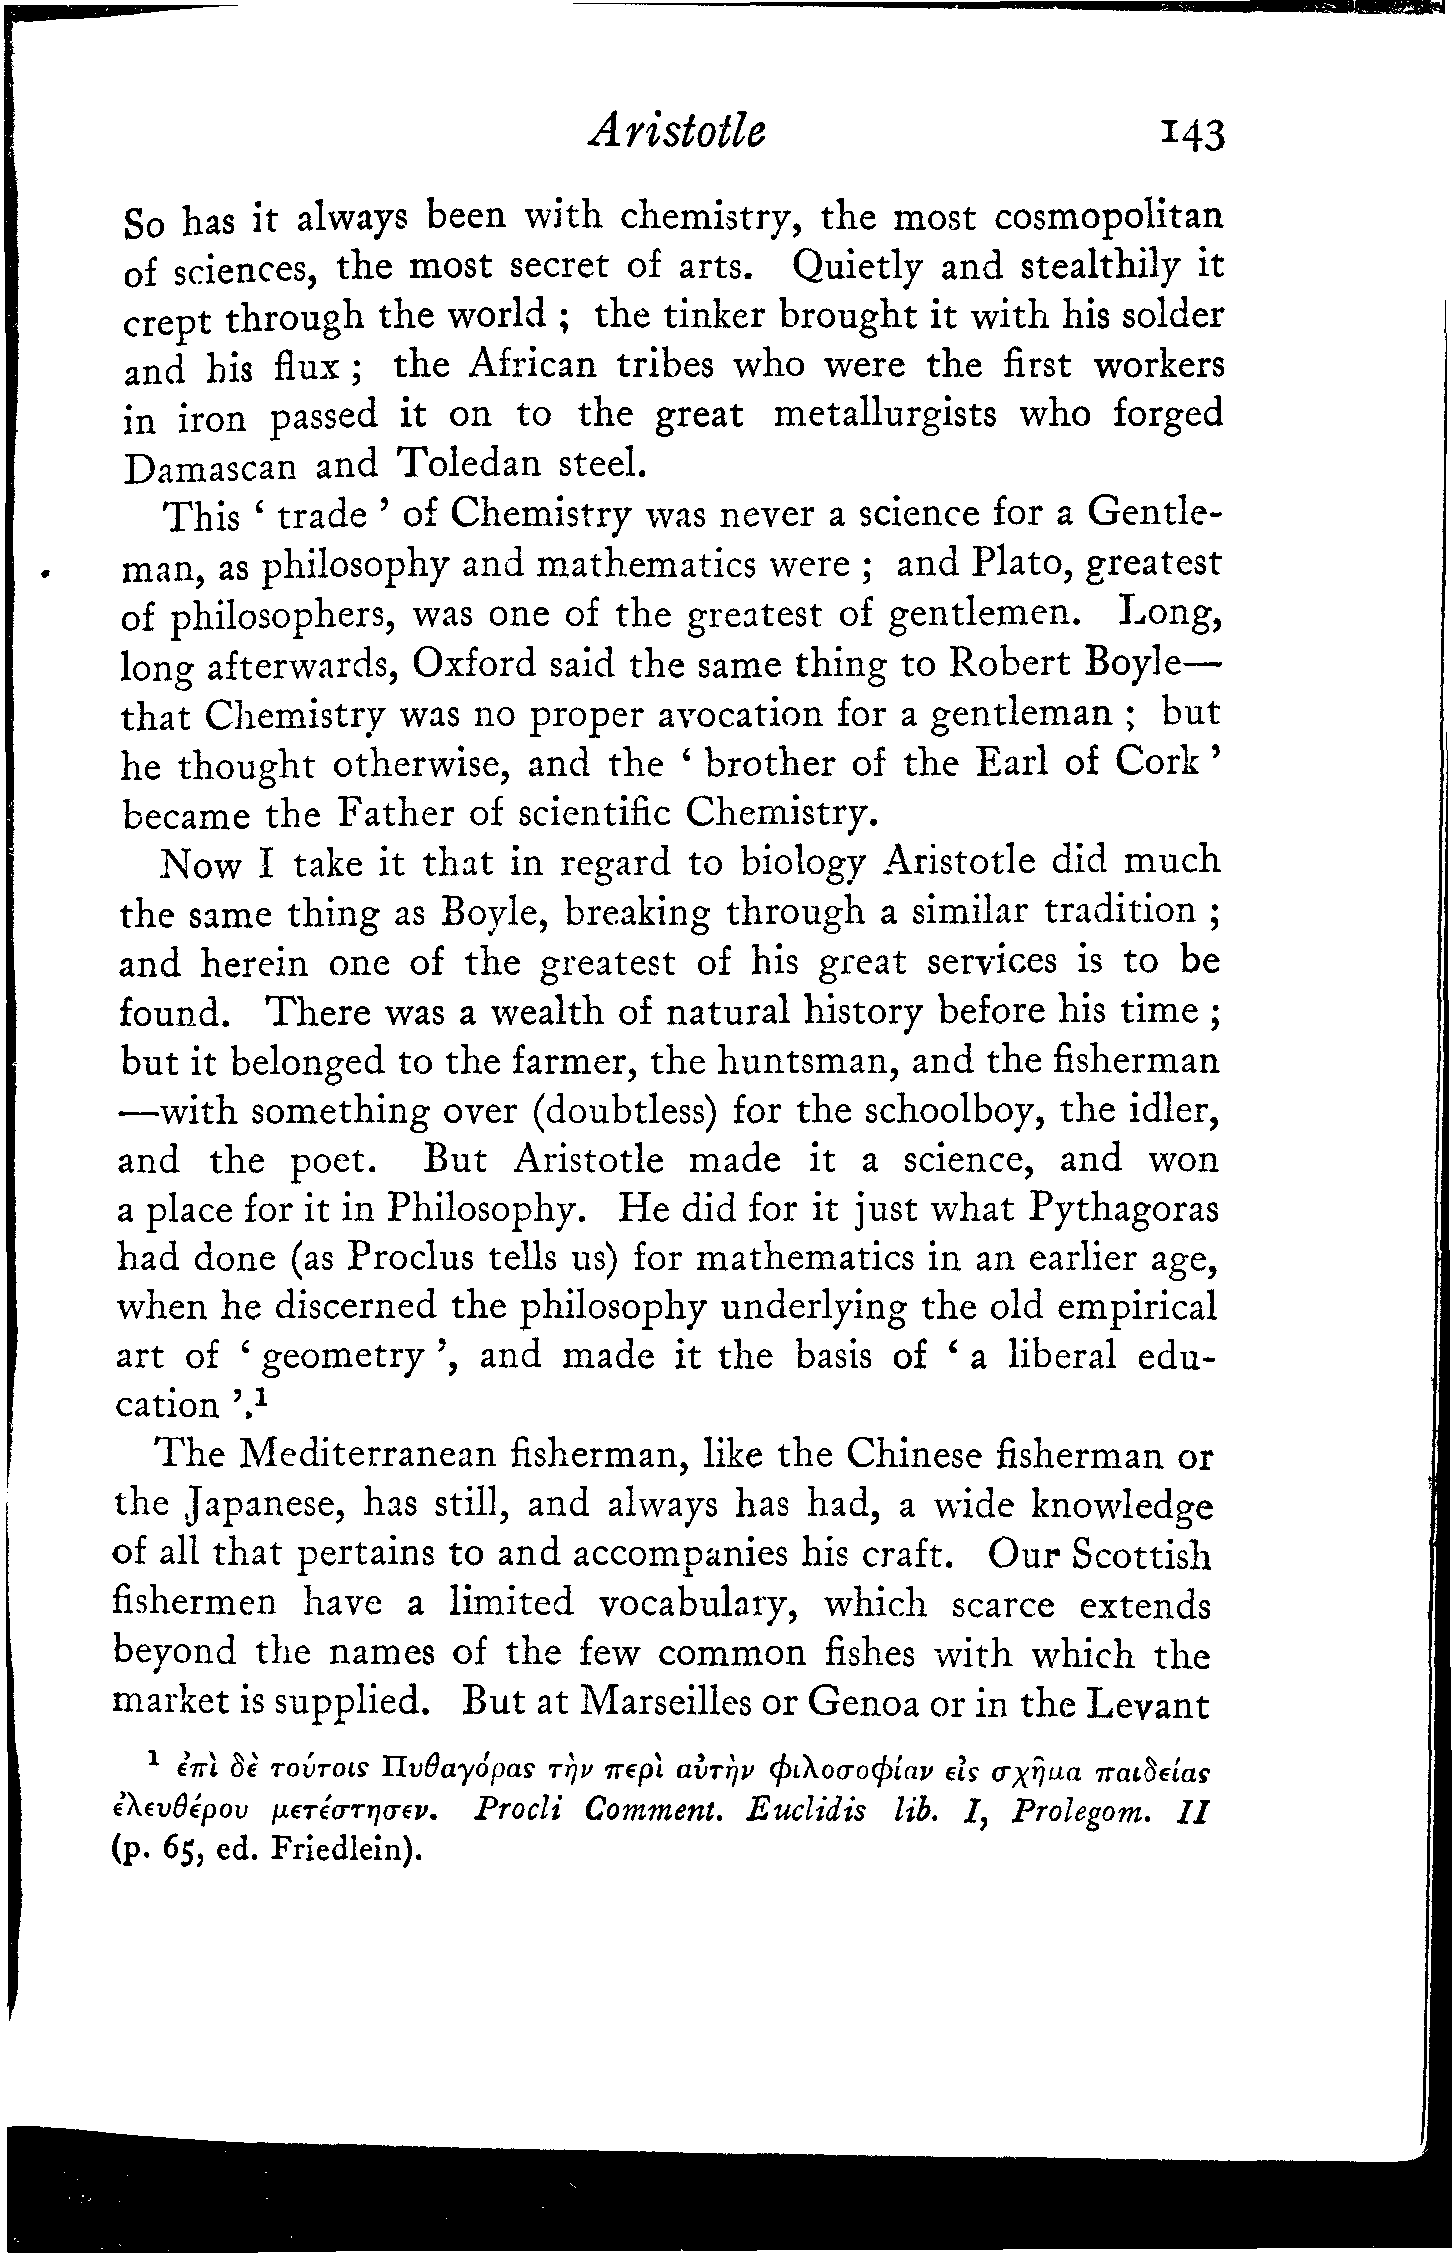 Aristotle 143
So has it always been with chemistry, the most cosmopolitan
of sciences, the most secret of arts. Quietly and stealthily it
crept through the world ; the tinker brought it with his solder
and his flux ; the African tribes who were the first workers
in iron passed it on to the great metallurgists who forged
Damascan and Toledan steel.
This ‘ trade ’ of Chemistry was never a science for a Gentle-
man, as philosophy and mathematics were ; and Plato, greatest
of philosophers, was one of the greatest of gentlemen. Long,
long afterwards, Oxford said the same thing to Robert Boyle—
that Chemistry was no proper avocation for a gentleman ; but
he thought otherwise, and the ‘ brother of the Earl of Cork ’
became the Father of scientific Chemistry.
Now I take it that in regard to biology Aristotle did much
the same thing as Boyle, breaking through a similar tradition ;
and herein one of the greatest of his great services is to be
found. There was a wealth of natural history before his time ;
but it belonged to the farmer, the huntsman, and the fisherman
—with something over (doubtless) for the schoolboy, the idler,
and the poet. But Aristotle made it a science, and won
a place for it in Philosophy. He did for it just what Pythagoras
had done (as Proclus tells us) for mathematics in an earlier age,
when he discerned the philosophy underlying the old empirical
art of ‘ geometry ’, and made it the basis of ‘ a liberal edu-
cation ’.¹
The Mediterranean fisherman, like the Chinese fisherman or
the Japanese, has still, and always has had, a wide knowledge
of all that pertains to and accompanies his craft. Our Scottish
fishermen have a limited vocabulary, which scarce extends
beyond the names of the few common fishes with which the
market is supplied. But at Marseilles or Genoa or in the Levant
¹ ἐπὶ δὲ τούτοις Πυθαγόρας τὴν περὶ αὐτὴν φιλοσοφίαν εἰς σχῆμα παιδείας
ἐλευθέρου μετέστησεν. Procli Comment. Euclidis lib. I, Prolegom. II
(p. 65, ed. Friedlein).